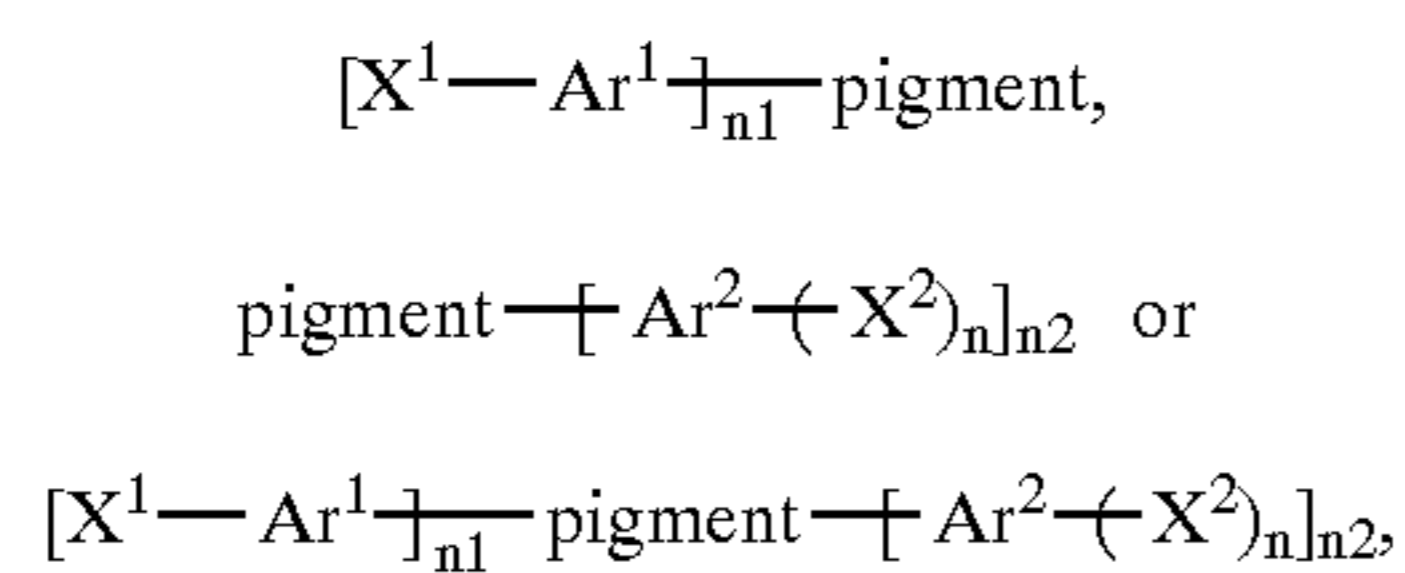 [X¹—Ar¹—]n1—pigment,
pigment—[—Ar²—(—X²)n]n2 or
[X¹—Ar¹—]n1—pigment—[—Ar²—(—X²)n]n2,